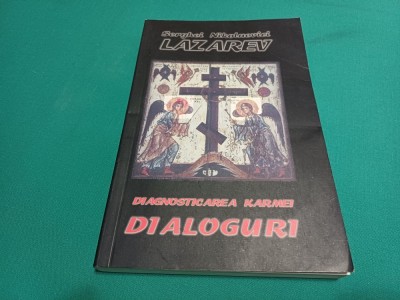 Serghei Nikolaevici
LAZAREV
DIAGNOSTICAREA KARMEI
DIALOGURI